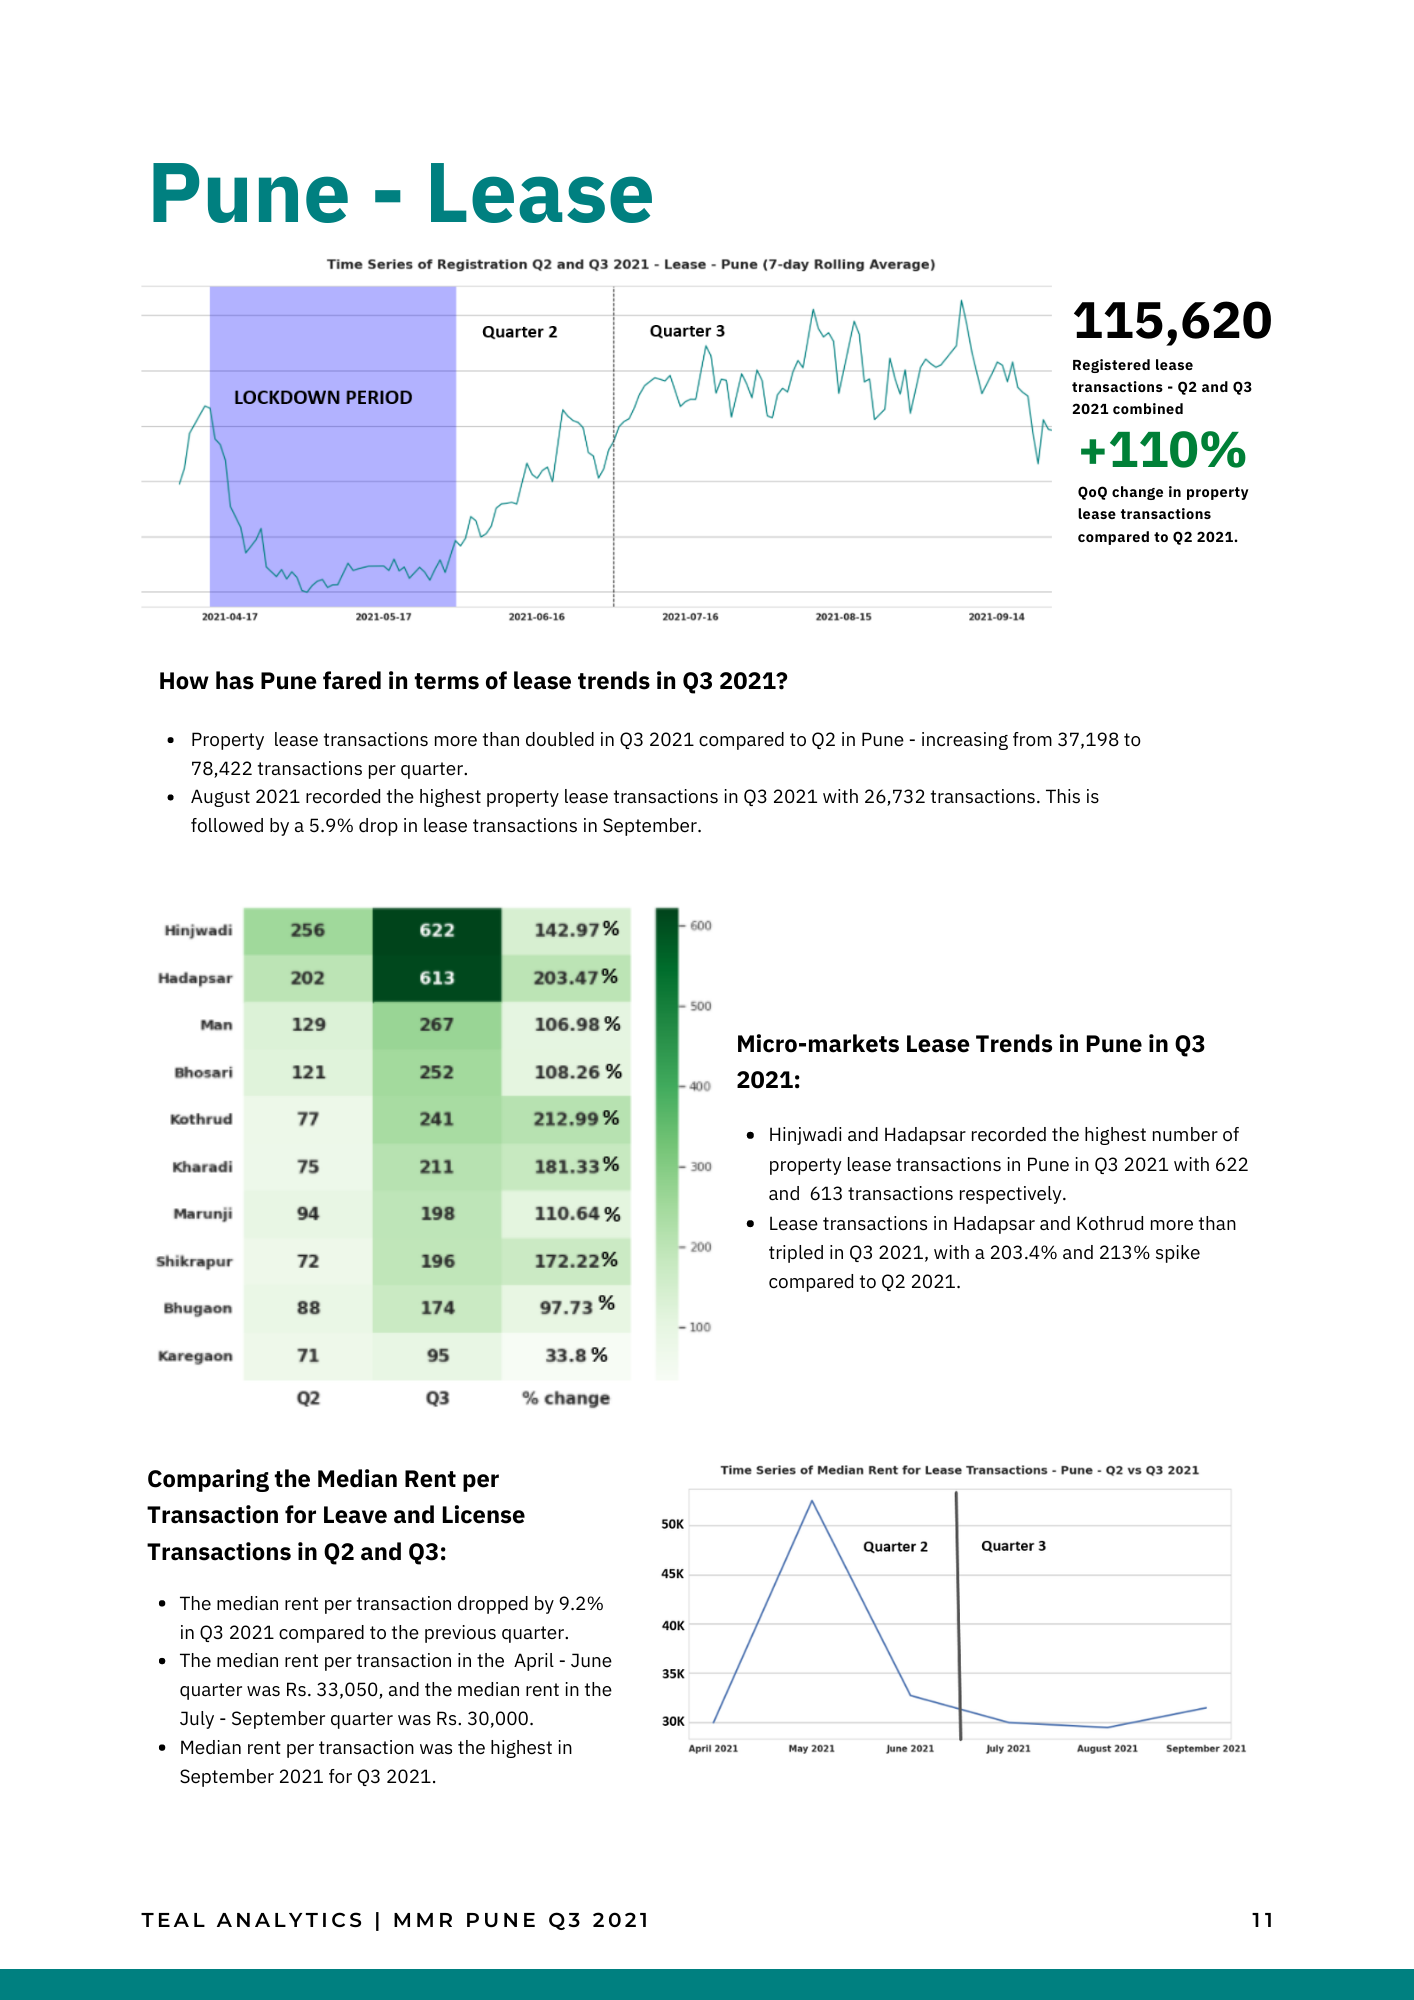 Pune - Lease
Time Series of Registration Q2 and Q3 2021 - Lease - Pune (7-day Rolling Average)
LOCKDOWN PERIOD
Quarter 2
Quarter 3
2021-04-17
2021-05-17
2021-06-16
2021-07-16
2021-08-15
2021-09-14
115,620
Registered lease
transactions - Q2 and Q3
2021 combined
+110%
QoQ change in property
lease transactions
compared to Q2 2021.
How has Pune fared in terms of lease trends in Q3 2021?
• Property  lease transactions more than doubled in Q3 2021 compared to Q2 in Pune - increasing from 37,198 to
78,422 transactions per quarter.
• August 2021 recorded the highest property lease transactions in Q3 2021 with 26,732 transactions. This is
followed by a 5.9% drop in lease transactions in September.
Hinjwadi 256 622 142.97%
Hadapsar 202 613 203.47%
Man 129 267 106.98 %
Bhosari 121 252 108.26 %
Kothrud 77 241 212.99 %
Kharadi 75 211 181.33%
Marunji 94 198 110.64 %
Shikrapur 72 196 172.22%
Bhugaon 88 174 97.73 %
Karegaon 71 95 33.8 %
Q2 Q3 % change
600
500
400
300
200
100
Micro-markets Lease Trends in Pune in Q3
2021:
• Hinjwadi and Hadapsar recorded the highest number of
property lease transactions in Pune in Q3 2021 with 622
and  613 transactions respectively.
• Lease transactions in Hadapsar and Kothrud more than
tripled in Q3 2021, with a 203.4% and 213% spike
compared to Q2 2021.
Comparing the Median Rent per
Transaction for Leave and License
Transactions in Q2 and Q3:
• The median rent per transaction dropped by 9.2%
in Q3 2021 compared to the previous quarter.
• The median rent per transaction in the  April - June
quarter was Rs. 33,050, and the median rent in the
July - September quarter was Rs. 30,000.
• Median rent per transaction was the highest in
September 2021 for Q3 2021.
Time Series of Median Rent for Lease Transactions - Pune - Q2 vs Q3 2021
50K
45K
40K
35K
30K
Quarter 2
Quarter 3
April 2021
May 2021
June 2021
July 2021
August 2021
September 2021
TEAL ANALYTICS | MMR PUNE Q3 2021
11